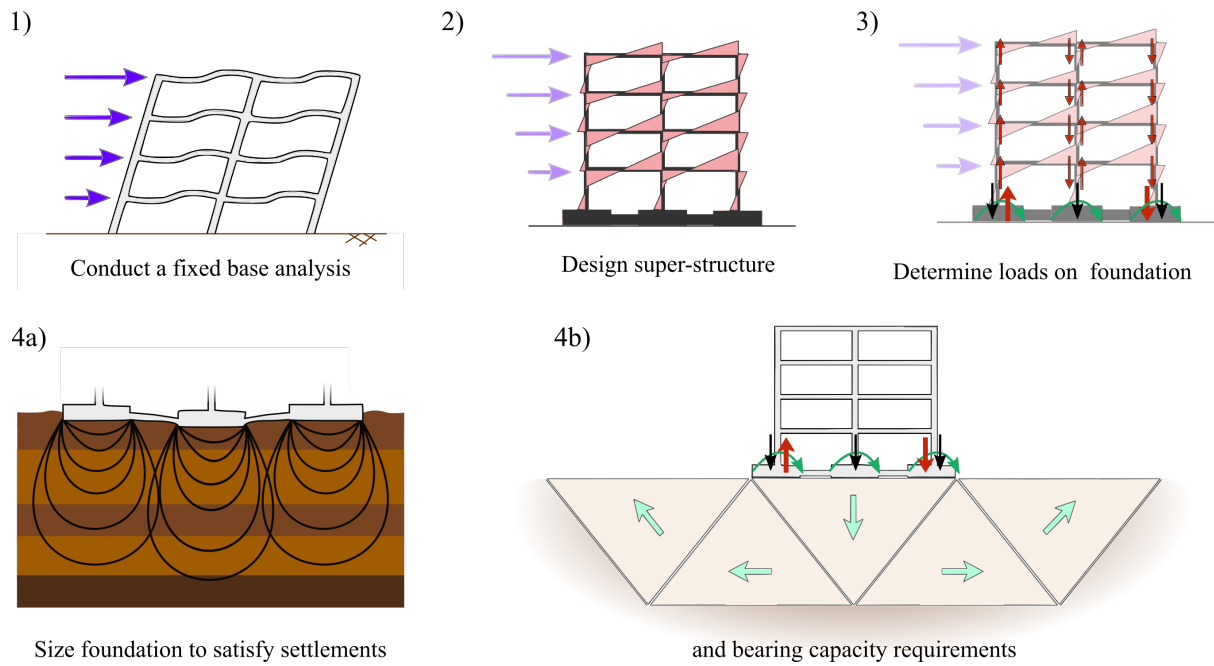 1)
2)
3)
Conduct a fixed base analysis
Design super-structure
Determine loads on foundation
4a)
4b)
Size foundation to satisfy settlements
and bearing capacity requirements